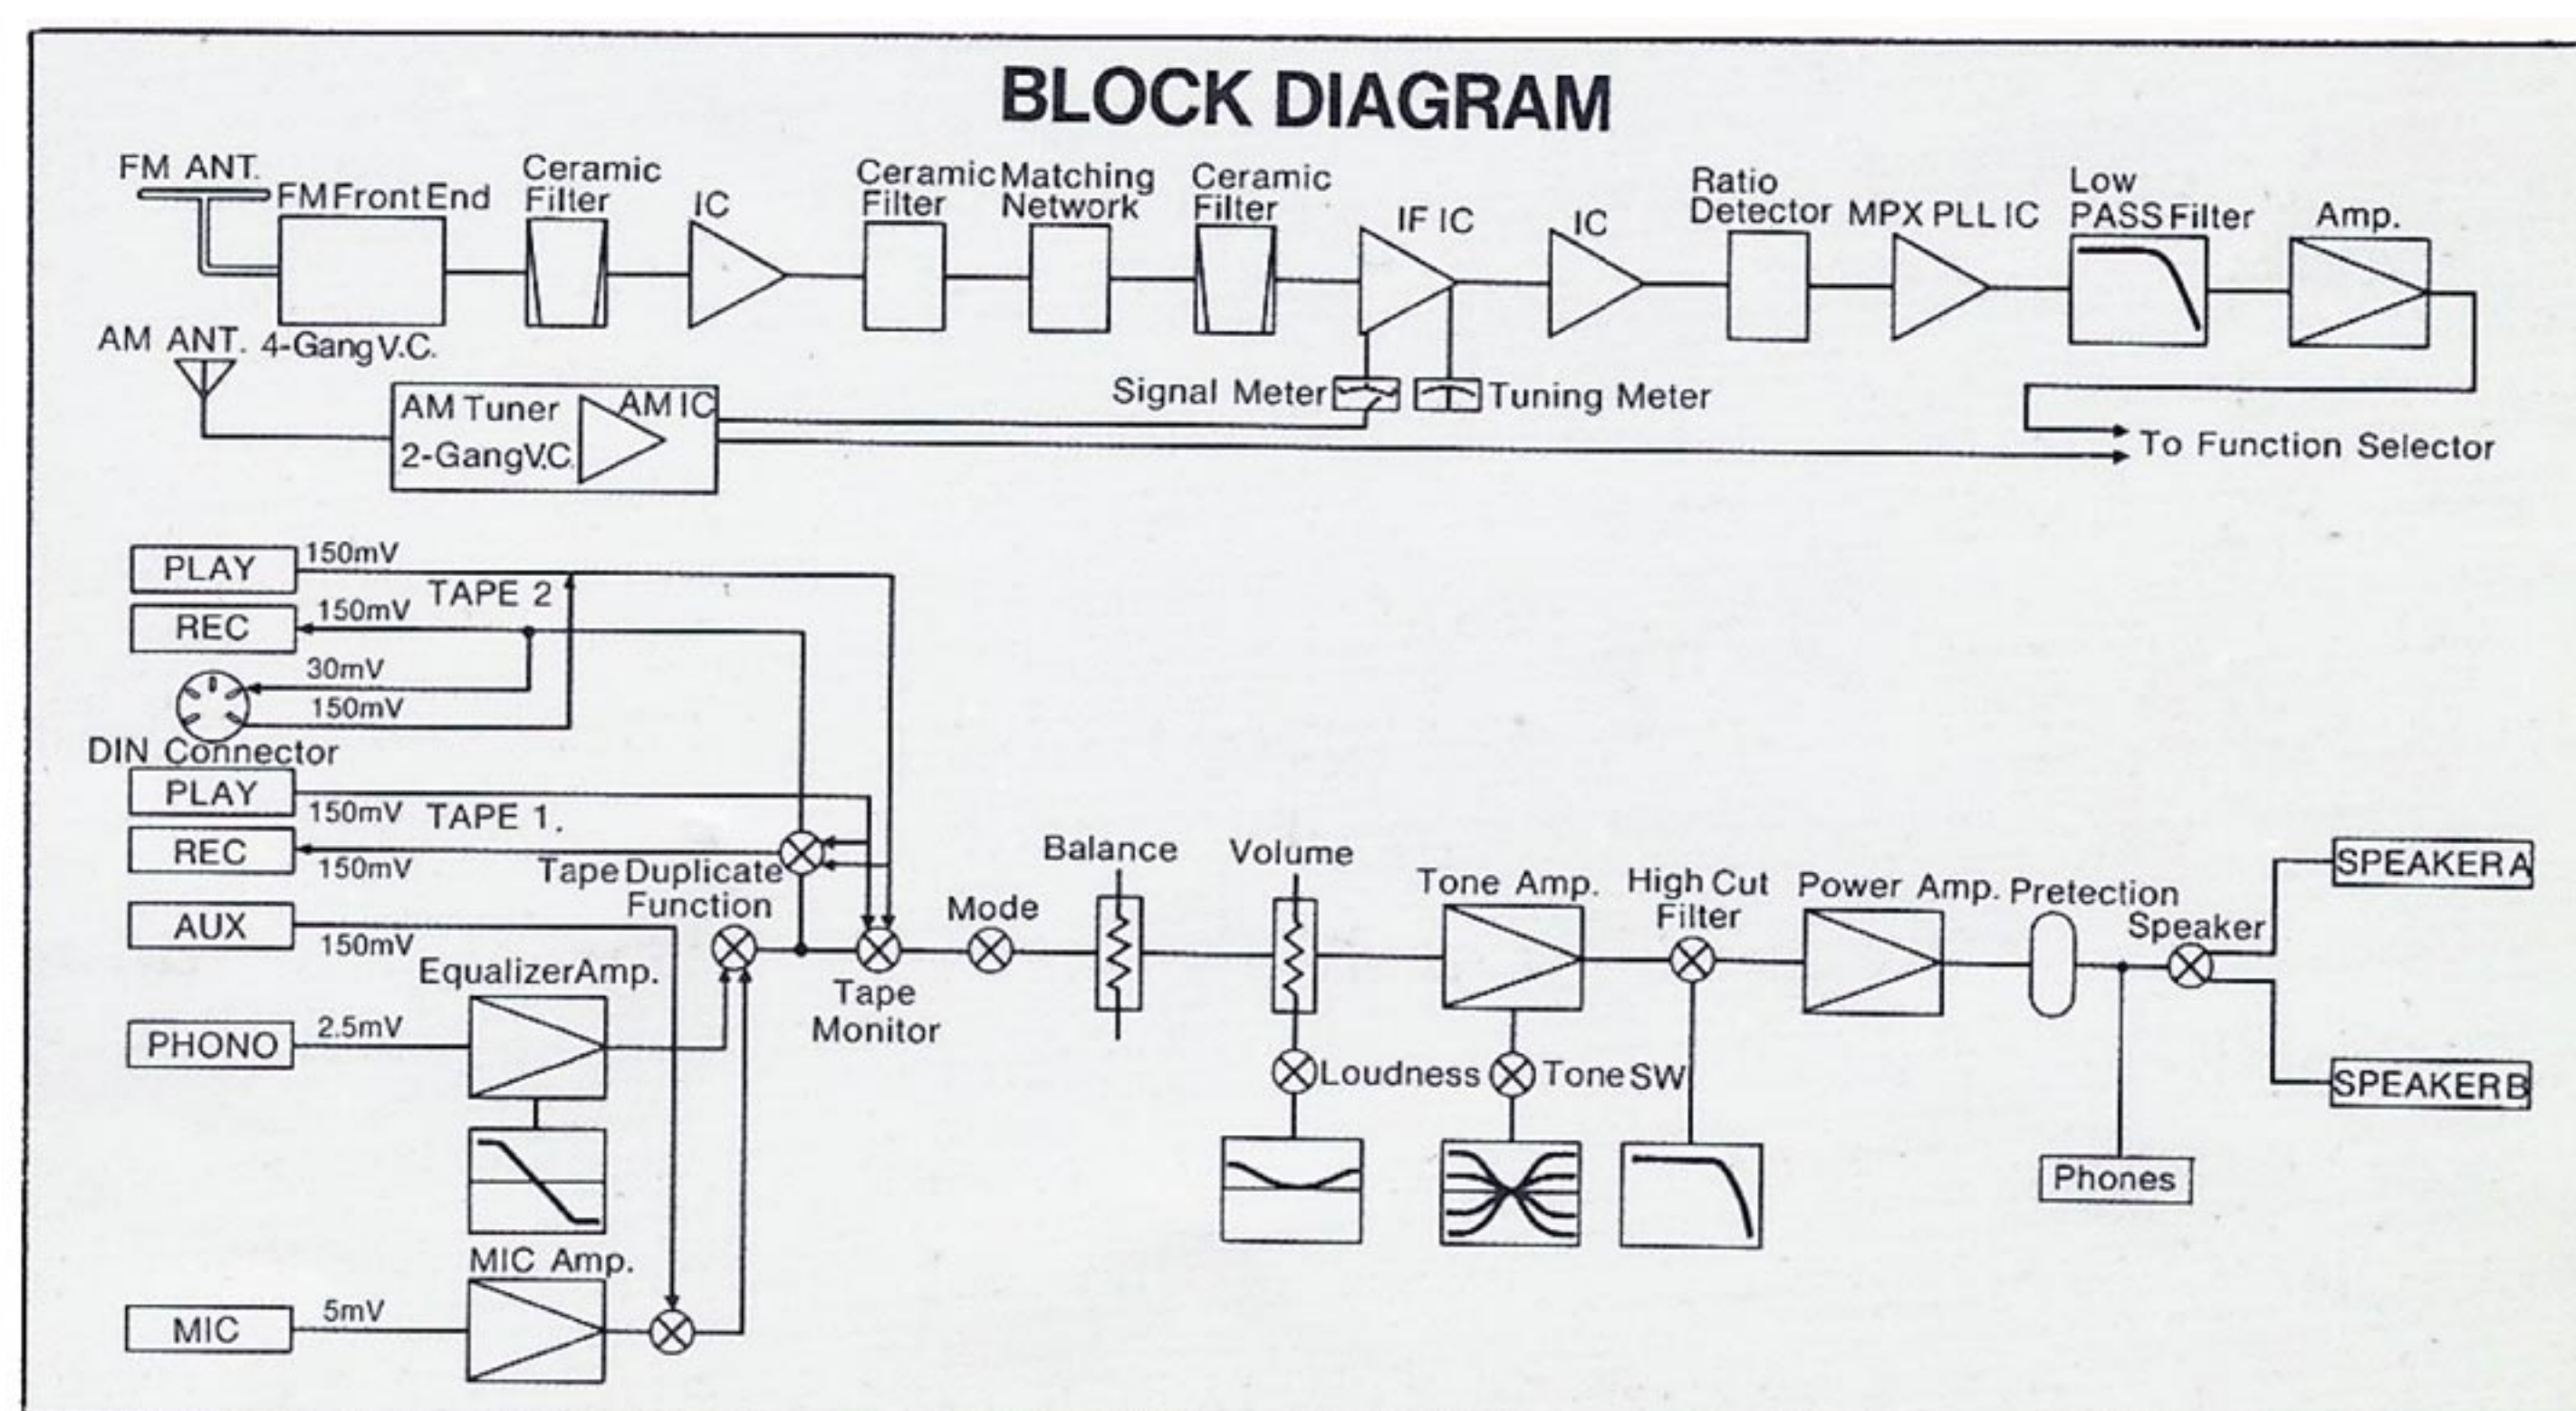 BLOCK DIAGRAM
FM ANT.
FM Front End
4-Gang V.C.
Ceramic
Filter
IC
Ceramic
Filter
Matching
Network
Ceramic
Filter
IF IC
IC
Ratio
Detector
MPX PLL IC
Low
PASS Filter
Amp.
AM ANT.
AM Tuner
2-Gang V.C.
AM IC
Signal Meter
Tuning Meter
To Function Selector
PLAY
150mV
TAPE 2
REC
150mV
30mV
150mV
DIN Connector
PLAY
150mV
TAPE 1.
REC
150mV
Tape Duplicate
Function
AUX
150mV
Equalizer Amp.
PHONO
2.5mV
MIC Amp.
MIC
5mV
Tape
Monitor
Mode
Balance
Volume
Loudness
Tone Amp.
Tone SW
High Cut
Filter
Power Amp.
Pretection
Speaker
SPEAKER A
SPEAKER B
Phones